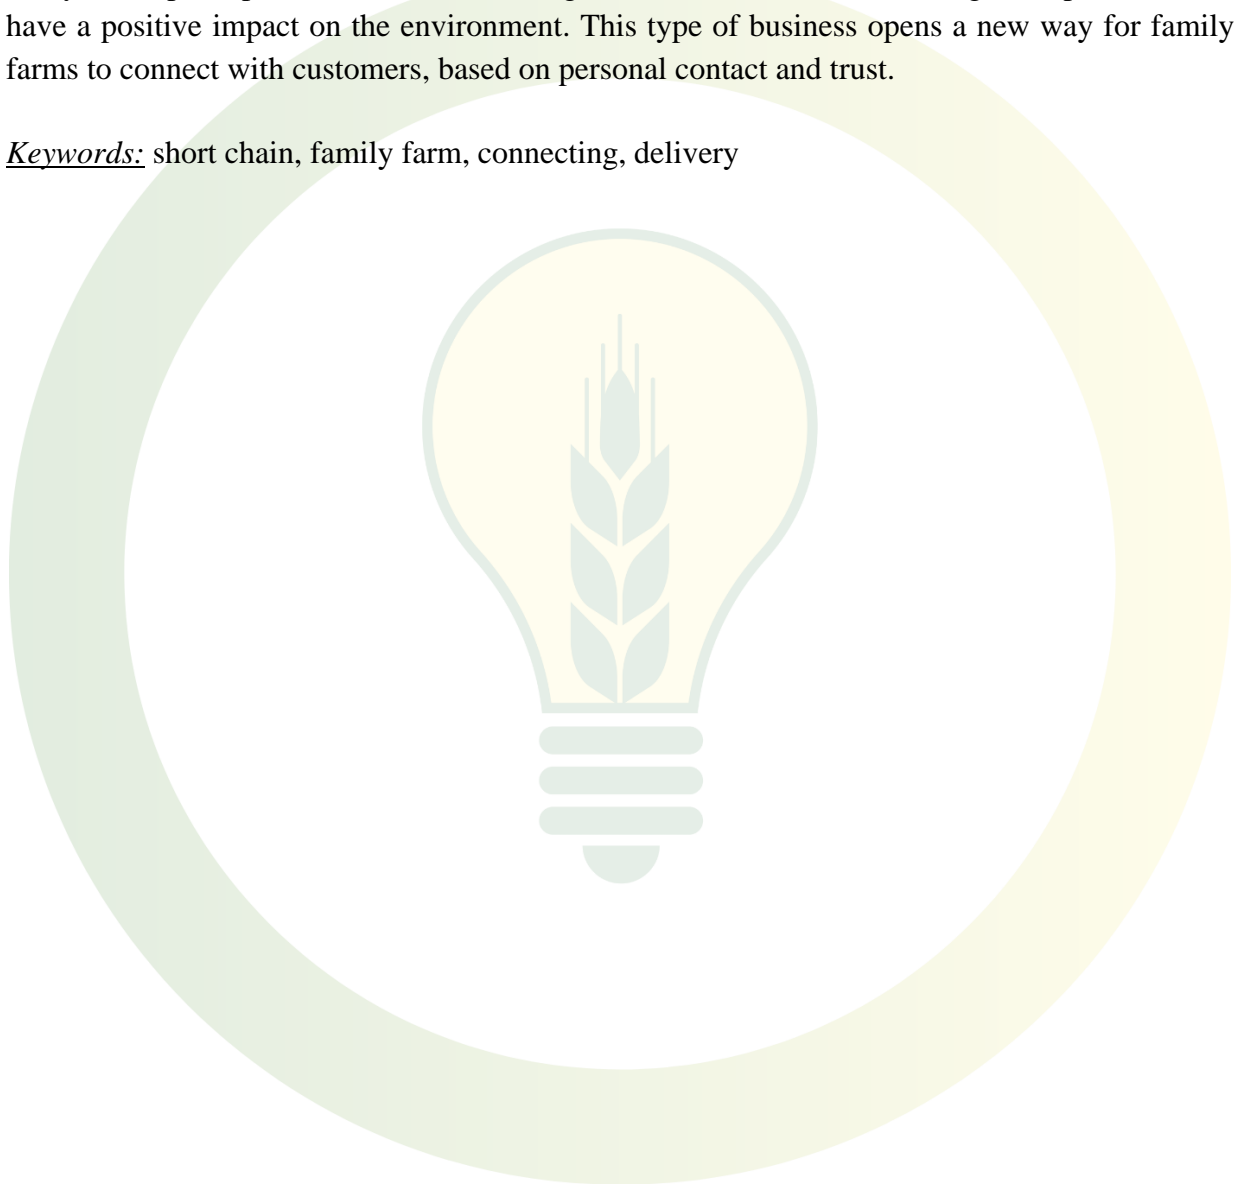 have a positive impact on the environment. This type of business opens a new way for family
farms to connect with customers, based on personal contact and trust.
Keywords: short chain, family farm, connecting, delivery